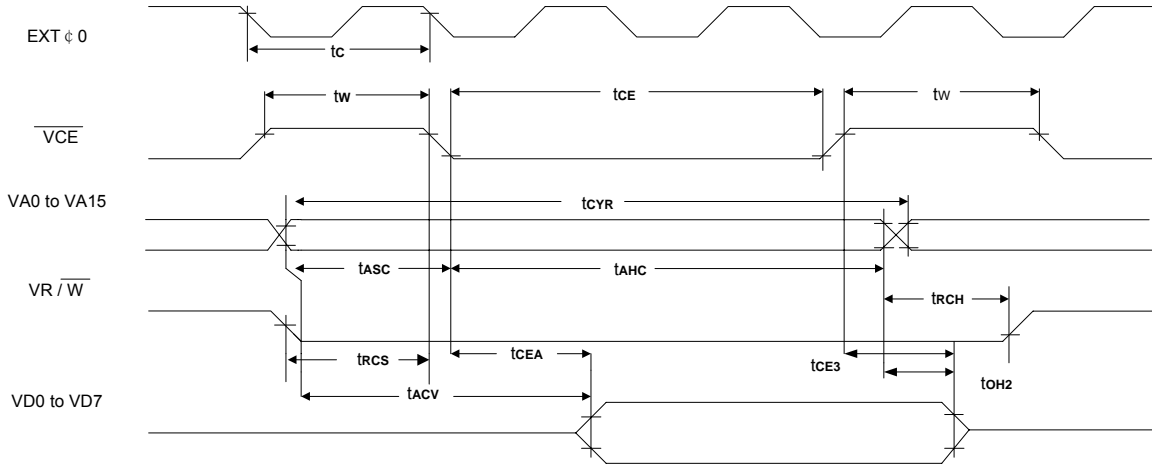 EXT ¢ 0
tC
tW
tCE
tW
VCE
VA0 to VA15
tCYR
tASC
tAHC
VR / W
tRCH
tRCS
tCEA
tCE3
tACV
tOH2
VD0 to VD7